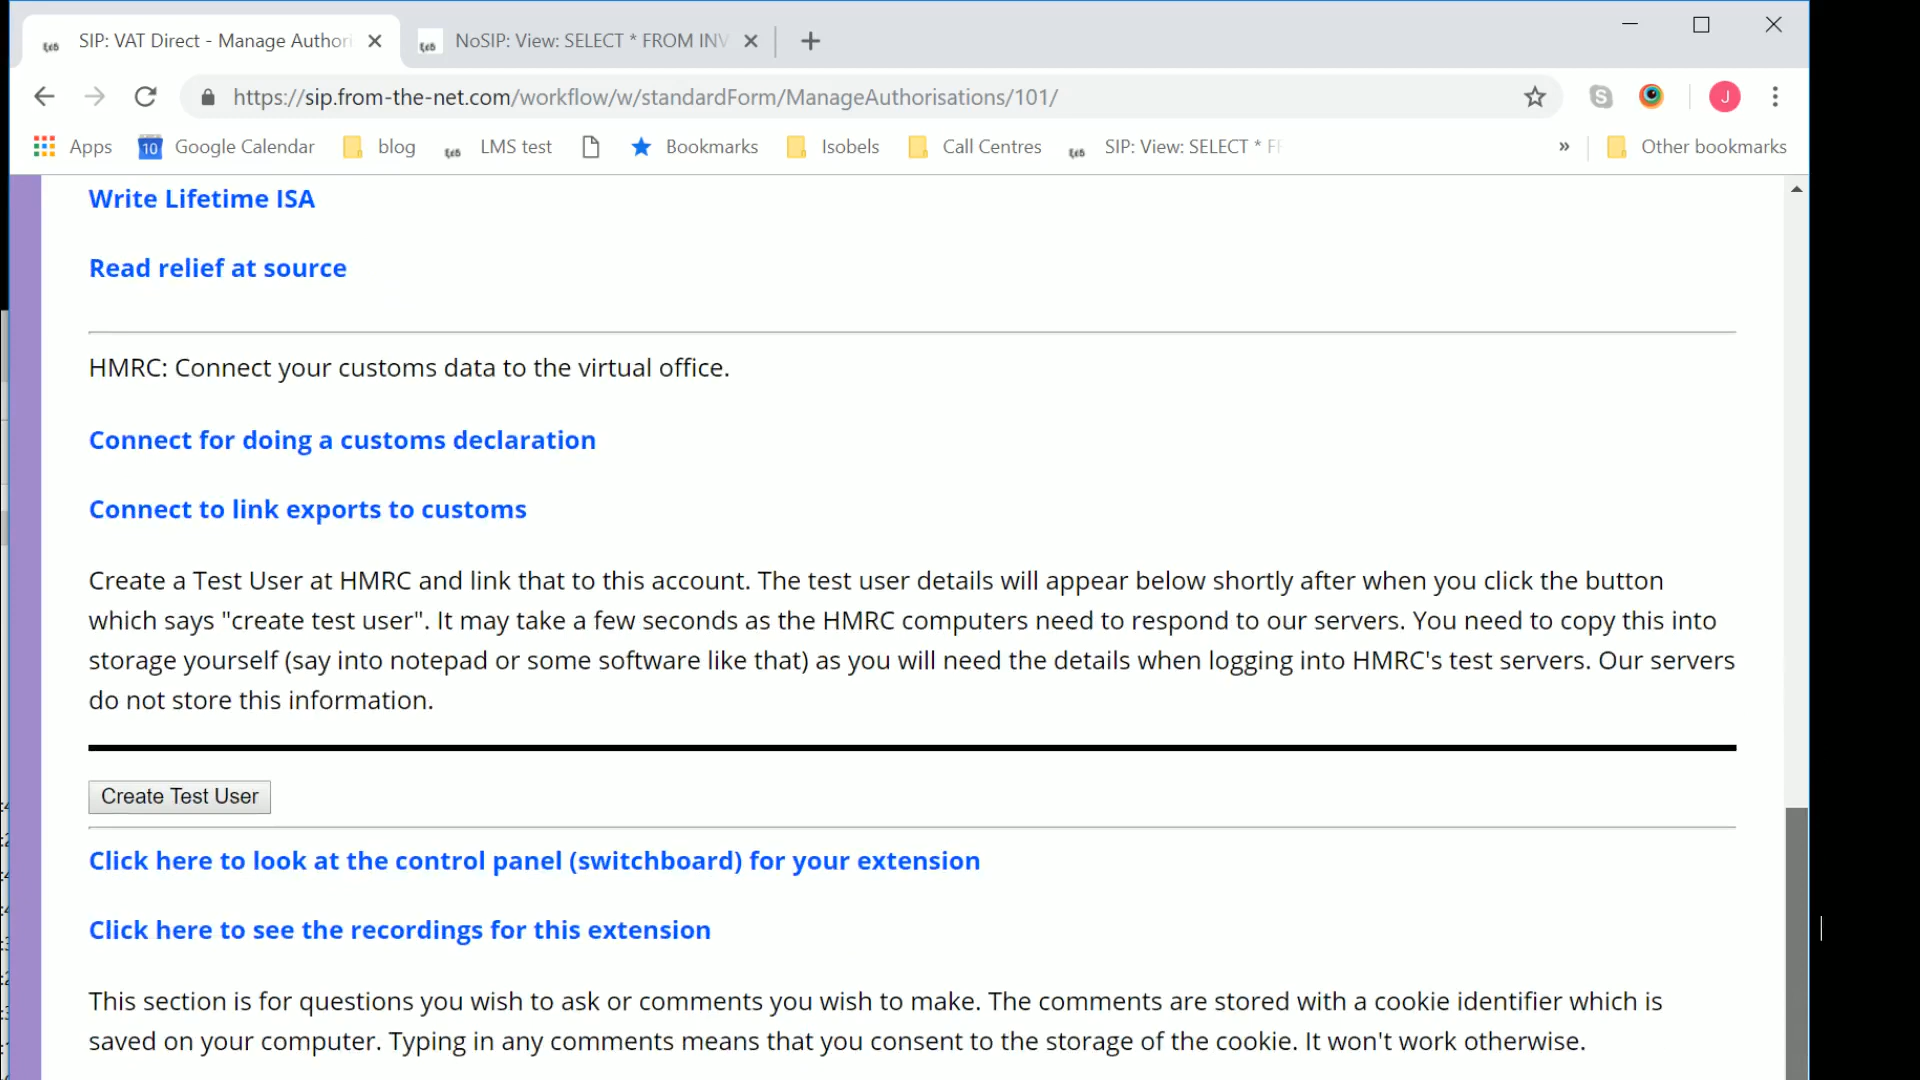 SIP: VAT Direct - Manage Authori
NoSIP: View: SELECT * FROM INV
https://sip.from-the-net.com/workflow/w/standardForm/ManageAuthorisations/101/
S
J
Apps
10
Google Calendar
blog
LMS test
Bookmarks
Isobels
Call Centres
SIP: View: SELECT * F
»
Other bookmarks
Write Lifetime ISA
Read relief at source
HMRC: Connect your customs data to the virtual office.
Connect for doing a customs declaration
Connect to link exports to customs
Create a Test User at HMRC and link that to this account. The test user details will appear below shortly after when you click the button
which says "create test user". It may take a few seconds as the HMRC computers need to respond to our servers. You need to copy this into
storage yourself (say into notepad or some software like that) as you will need the details when logging into HMRC's test servers. Our servers
do not store this information.
Create Test User
Click here to look at the control panel (switchboard) for your extension
Click here to see the recordings for this extension
This section is for questions you wish to ask or comments you wish to make. The comments are stored with a cookie identifier which is
saved on your computer. Typing in any comments means that you consent to the storage of the cookie. It won't work otherwise.